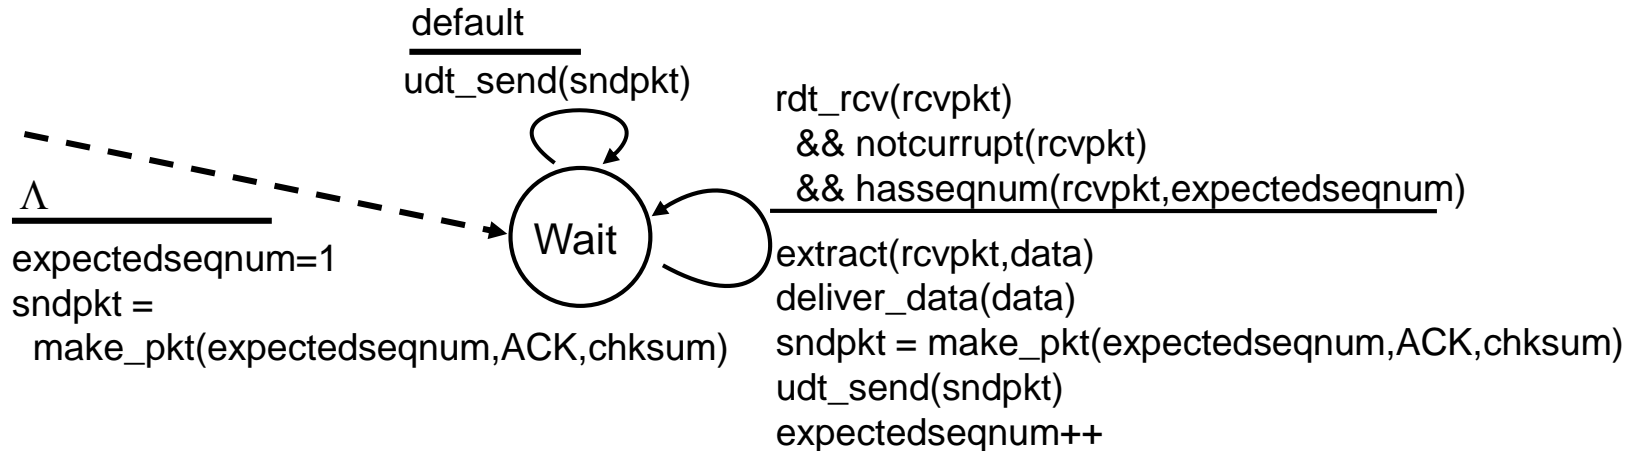 default
udt_send(sndpkt)
rdt_rcv(rcvpkt)
&& notcurrupt(rcvpkt)
&& hasseqnum(rcvpkt,expectedseqnum)
Λ
Wait
expectedseqnum=1
sndpkt =
make_pkt(expectedseqnum,ACK,chksum)
extract(rcvpkt,data)
deliver_data(data)
sndpkt = make_pkt(expectedseqnum,ACK,chksum)
udt_send(sndpkt)
expectedseqnum++